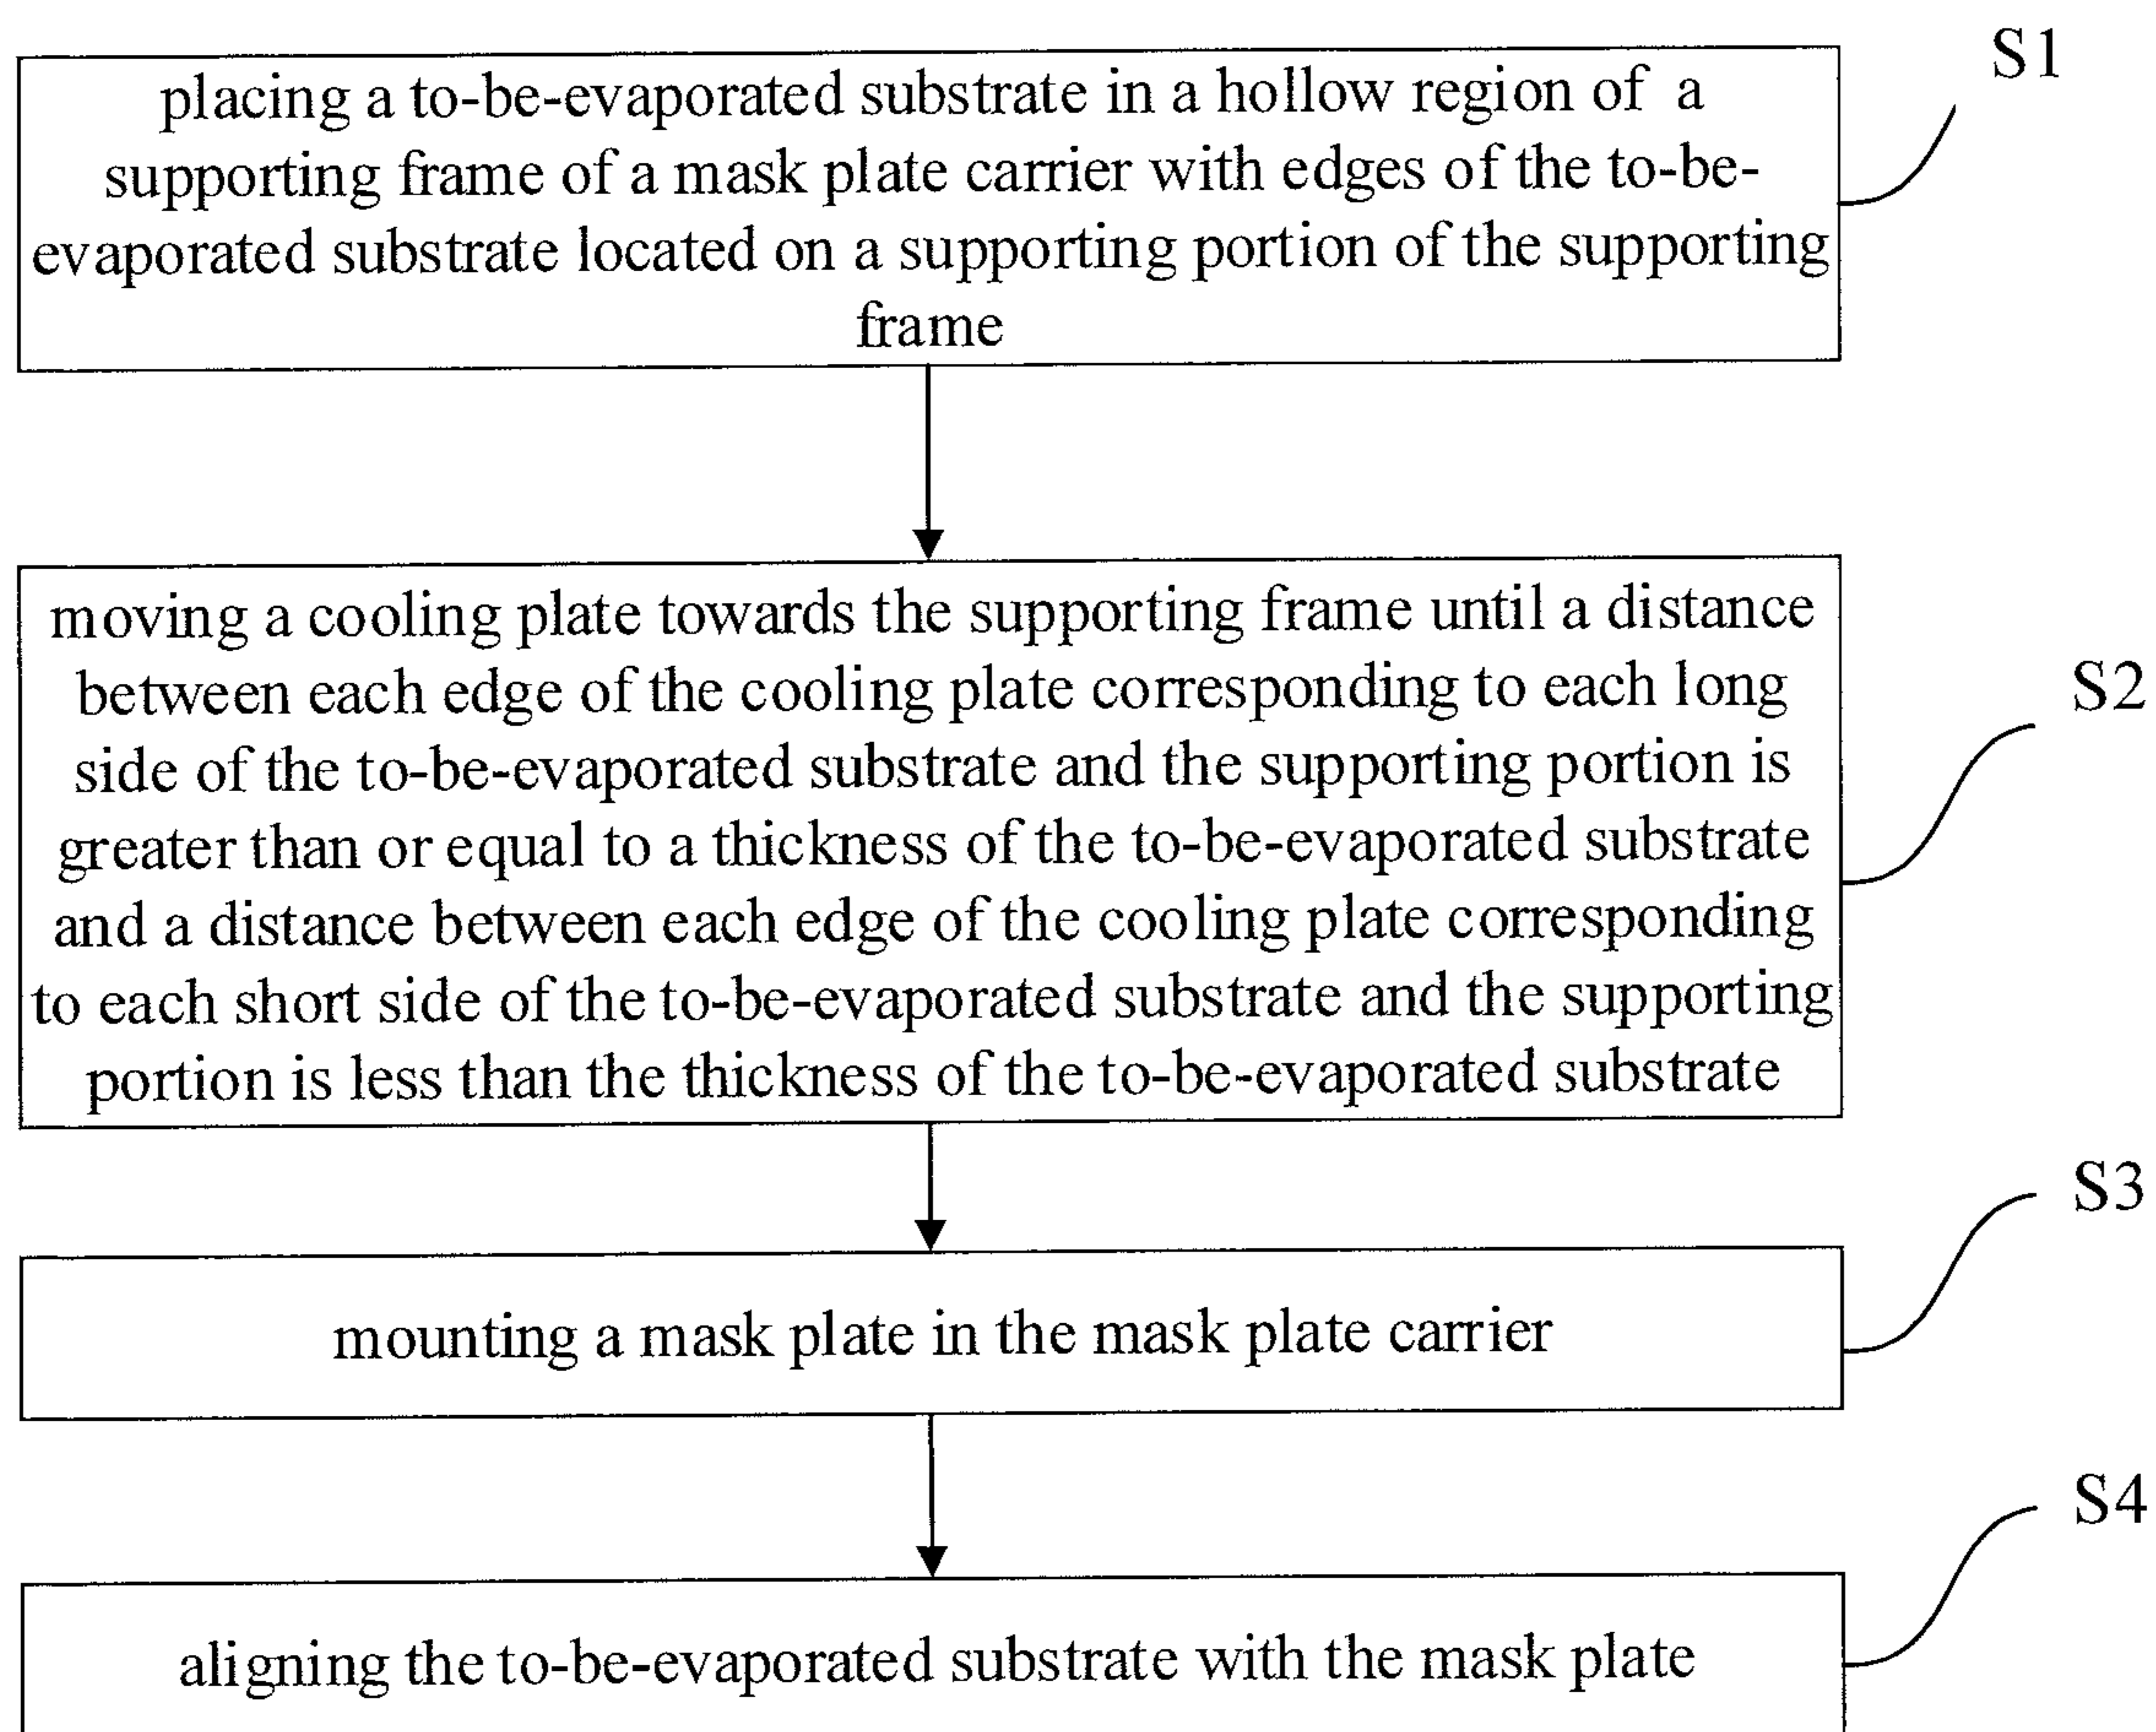 S1
placing a to-be-evaporated substrate in a hollow region of a
supporting frame of a mask plate carrier with edges of the to-be-
evaporated substrate located on a supporting portion of the supporting
frame
moving a cooling plate towards the supporting frame until a distance
between each edge of the cooling plate corresponding to each long
side of the to-be-evaporated substrate and the supporting portion is
greater than or equal to a thickness of the to-be-evaporated substrate
and a distance between each edge of the cooling plate corresponding
to each short side of the to-be-evaporated substrate and the supporting
portion is less than the thickness of the to-be-evaporated substrate
S2
mounting a mask plate in the mask plate carrier
S3
aligning the to-be-evaporated substrate with the mask plate
S4